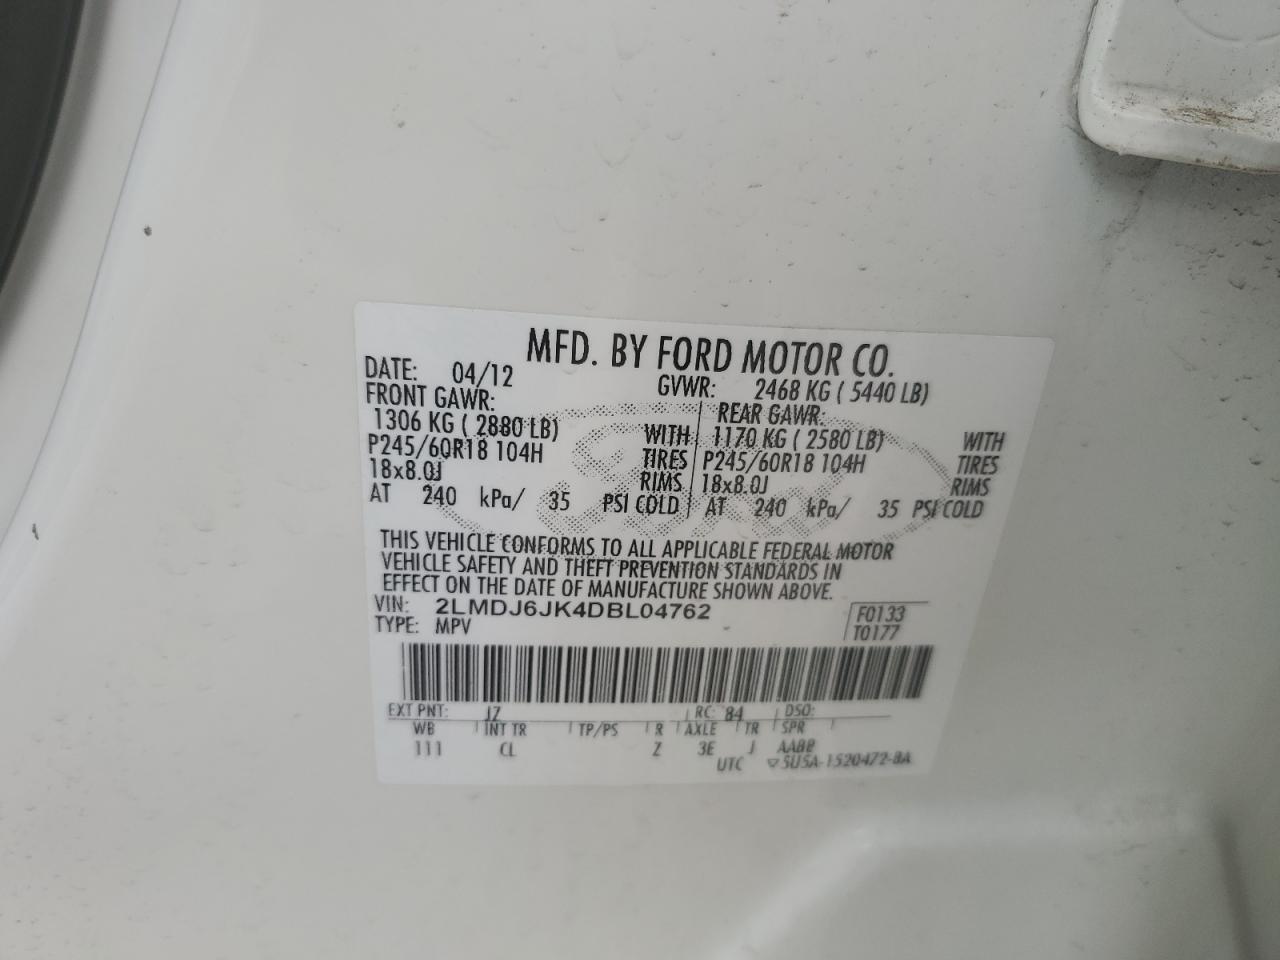 MFD. BY FORD MOTOR CO.
DATE: 04/12 GVWR: 2468 KG ( 5440 LB)
FRONT GAWR: REAR GAWR:
1306 KG ( 2880 LB) WITH 1170 KG ( 2580 LB) WITH
P245/60R18 104H TIRES P245/60R18 104H TIRES
18x8.0J RIMS 18x8.0J RIMS
AT 240 kPa/ 35 PSI COLD AT 240 kPa/ 35 PSI COLD
THIS VEHICLE CONFORMS TO ALL APPLICABLE FEDERAL MOTOR
VEHICLE SAFETY AND THEFT PREVENTION STANDARDS IN
EFFECT ON THE DATE OF MANUFACTURE SHOWN ABOVE.
VIN: 2LMDJ6JK4DBL04762 F0133
TYPE: MPV T0177
EXT PNT: JZ RC: 84 DSO:
WB INT TR TP/PS R AXLE TR SPR
111 CL Z 3E J AABB
UTC ▽5U5A-1520472-BA
Ford